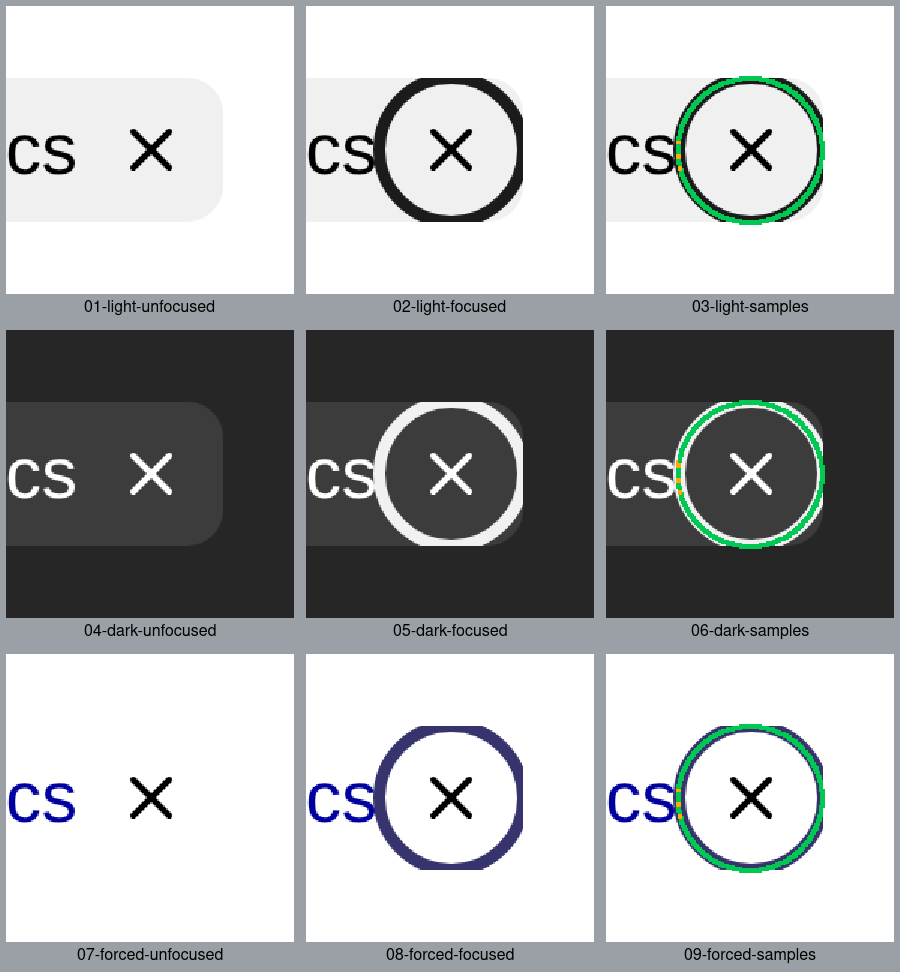 cs cs cs
01-light-unfocused 02-light-focused 03-light-samples
cs cs cs
04-dark-unfocused 05-dark-focused 06-dark-samples
cs cs cs
07-forced-unfocused 08-forced-focused 09-forced-samples